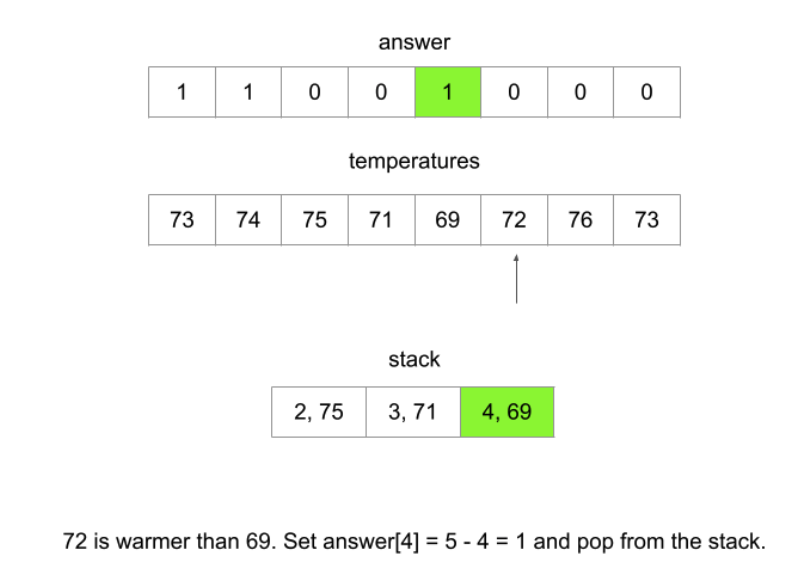 answer
1 1 0 0 1 0 0 0
temperatures
73 74 75 71 69 72 76 73
stack
2, 75 3, 71 4, 69
72 is warmer than 69. Set answer[4] = 5 - 4 = 1 and pop from the stack.